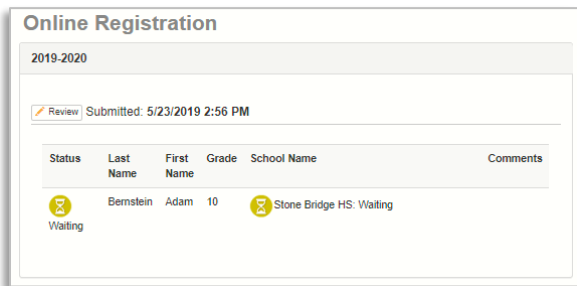 Online Registration
2019-2020
Review Submitted: 5/23/2019 2:56 PM
Status Last Name First Name Grade School Name Comments
Waiting Bernstein Adam 10 Stone Bridge HS: Waiting